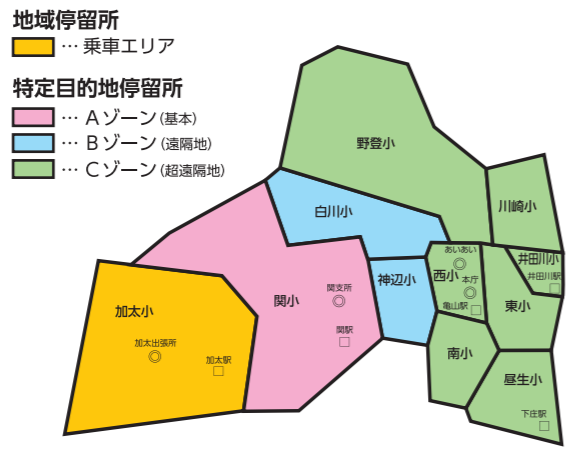 地域停留所
… 乗車エリア
特定目的地停留所
… Aゾーン(基本)
… Bゾーン(遠隔地)
… Cゾーン(超遠隔地)
野登小
川崎小
白川小
あいあい
井田川小
井田川駅
神辺小
西小
本庁
亀山駅
東小
関支所
関小
関駅
加太小
加太出張所
加太駅
南小
昼生小
下庄駅